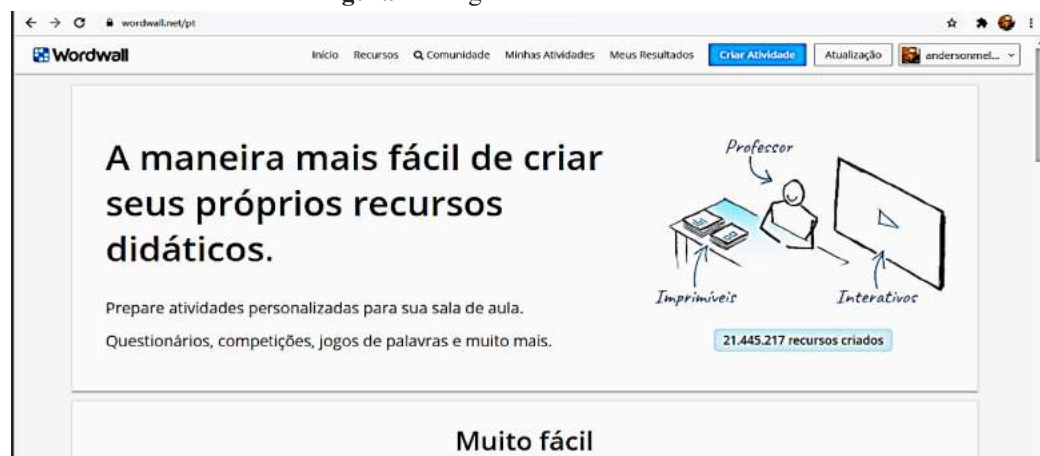 wordwall.net/pt
Wordwall
Início Recursos Comunidade Minhas Atividades Meus Resultados Criar Atividade Atualização andersonmel...
A maneira mais fácil de criar
seus próprios recursos
didáticos.
Prepare atividades personalizadas para sua sala de aula.
Questionários, competições, jogos de palavras e muito mais.
Professor
Imprimíveis
Interativos
21.445.217 recursos criados
Muito fácil